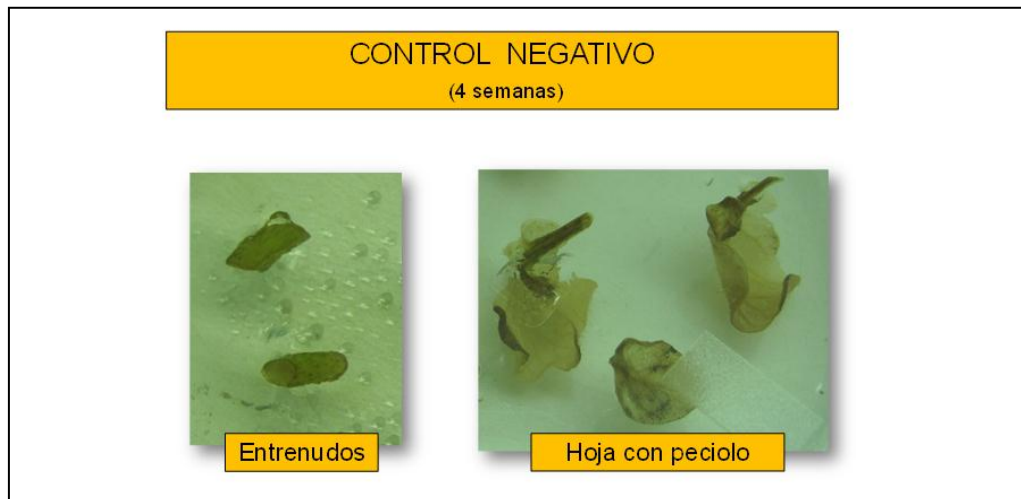 CONTROL NEGATIVO
(4 semanas)
Entrenudos
Hoja con peciolo